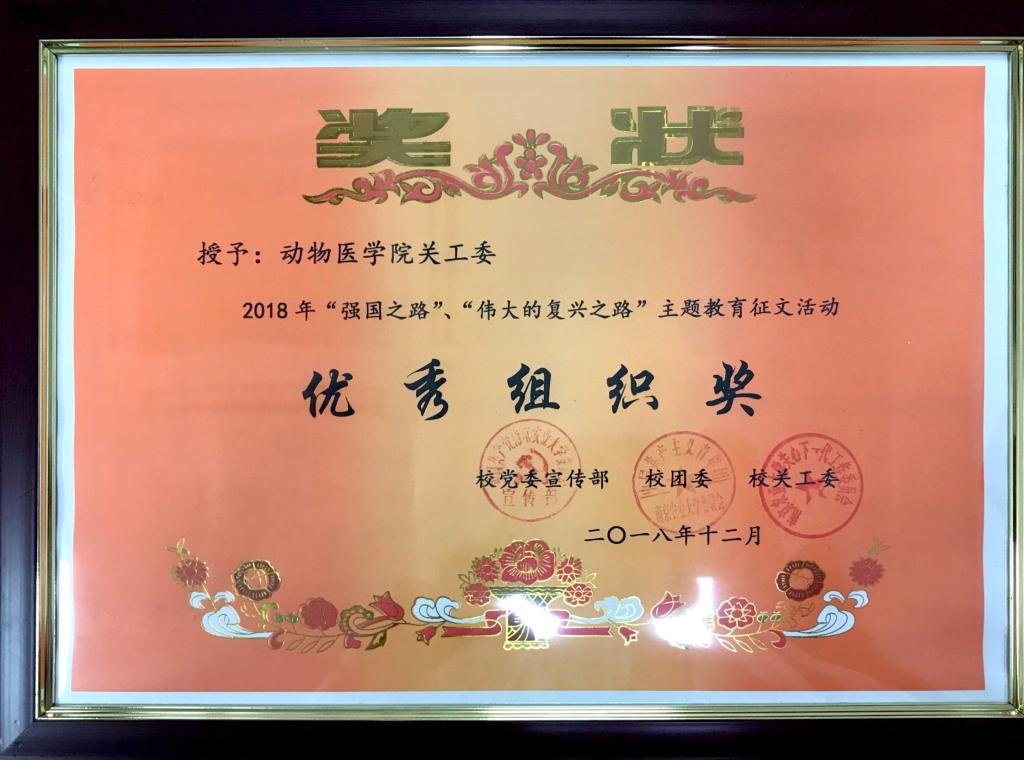 奖状
授予：动物医学院关工委
2018年“强国之路”、“伟大的复兴之路”主题教育征文活动
优秀组织奖
校党委宣传部 校团委 校关工委
二〇一八年十二月
宣传部